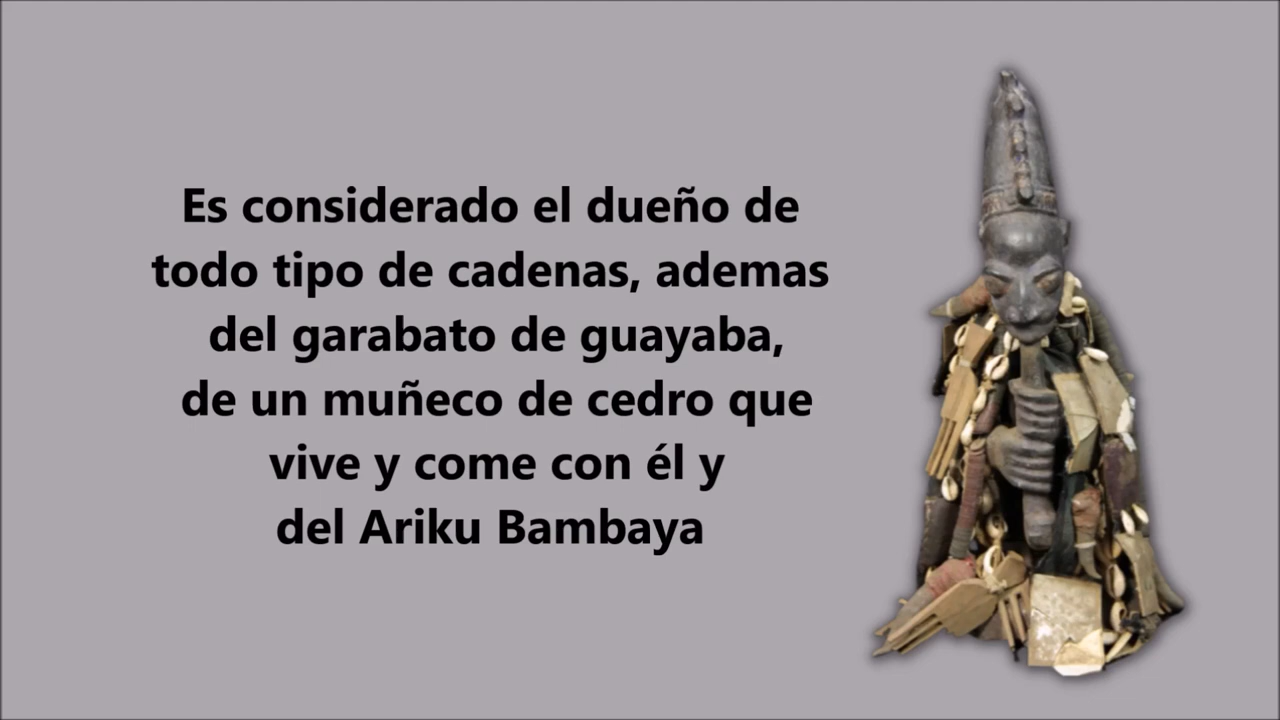 Es considerado el dueño de
todo tipo de cadenas, ademas
del garabato de guayaba,
de un muñeco de cedro que
vive y come con él y
del Ariku Bambaya